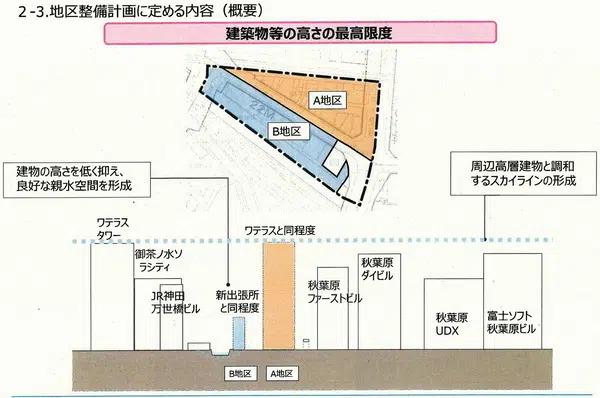 2-3.地区整備計画に定める内容（概要）
建築物等の高さの最高限度
A地区
22M
B地区
建物の高さを低く抑え、
良好な親水空間を形成
周辺高層建物と調和
するスカイラインの形成
ワテラス
タワー
ワテラスと同程度
御茶ノ水ソ
ラシティ
JR神田
万世橋ビル
新出張所
と同程度
秋葉原
ファーストビル
秋葉原
ダイビル
秋葉原
UDX
富士ソフト
秋葉原ビル
B地区
A地区